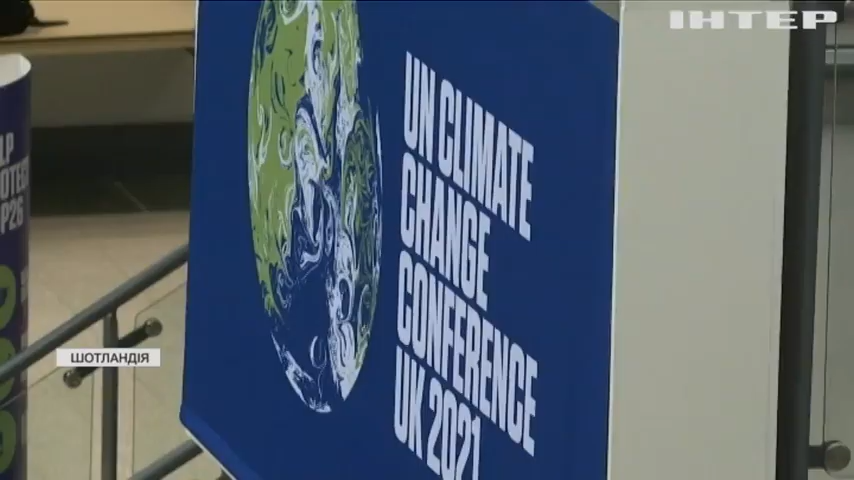 ІНТЕР
UN CLIMATE
CHANGE
CONFERENCE
UK 2021
ШОТЛАНДІЯ